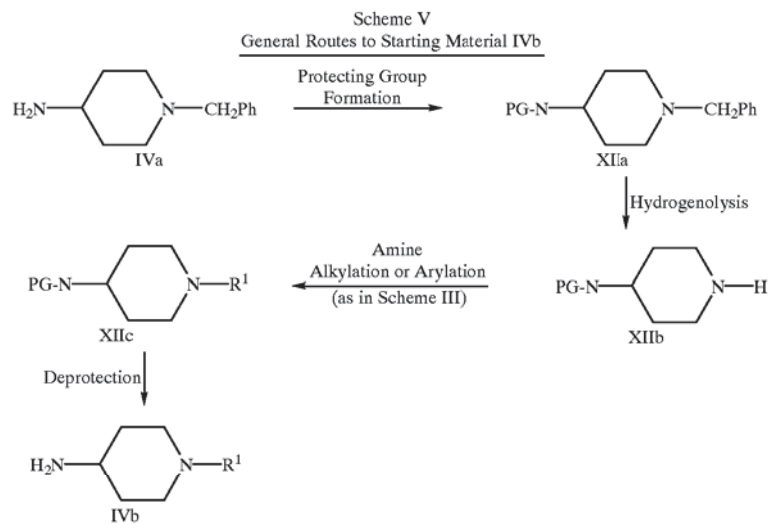 Scheme V
General Routes to Starting Material IVb
H₂N
N
CH₂Ph
IVa
Protecting Group
Formation
PG-N
N
CH₂Ph
XIIa
Hydrogenolysis
PG-N
N
H
XIIb
Amine
Alkylation or Arylation
(as in Scheme III)
PG-N
N
R¹
XIIc
Deprotection
H₂N
N
R¹
IVb